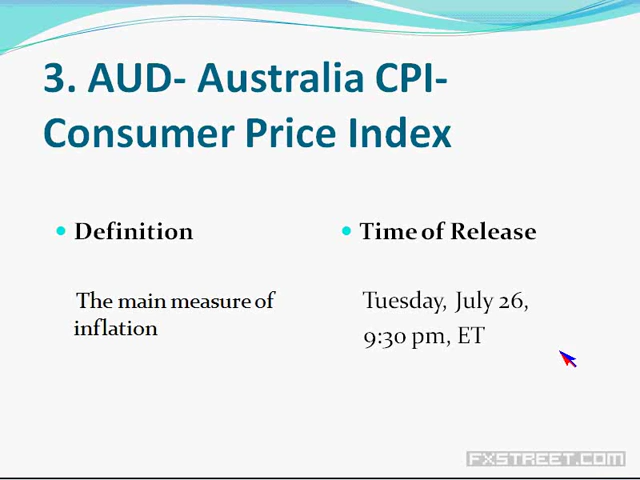 3. AUD- Australia CPI-
Consumer Price Index
Definition
The main measure of
inflation
Time of Release
Tuesday, July 26,
9:30 pm, ET
FXSTREET.COM